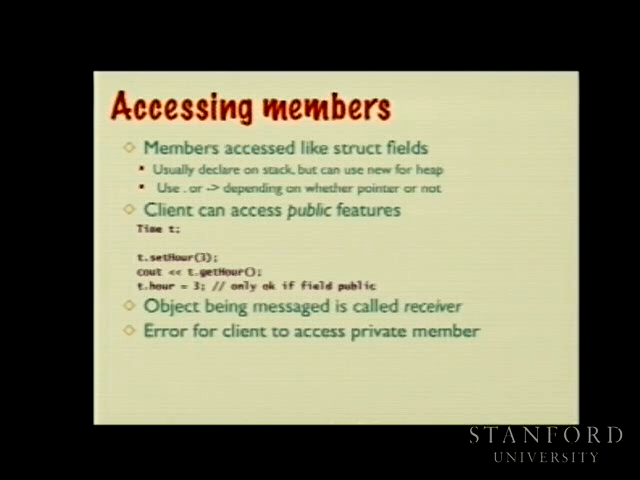 Accessing members
Members accessed like struct fields
Usually declare on stack, but can use new for heap
Use . or -> depending on whether pointer or not
Client can access public features
Time t;
t.setHour(3);
cout << t.getHour();
t.hour = 3; // only ok if field public
Object being messaged is called receiver
Error for client to access private member
STANFORD
UNIVERSITY